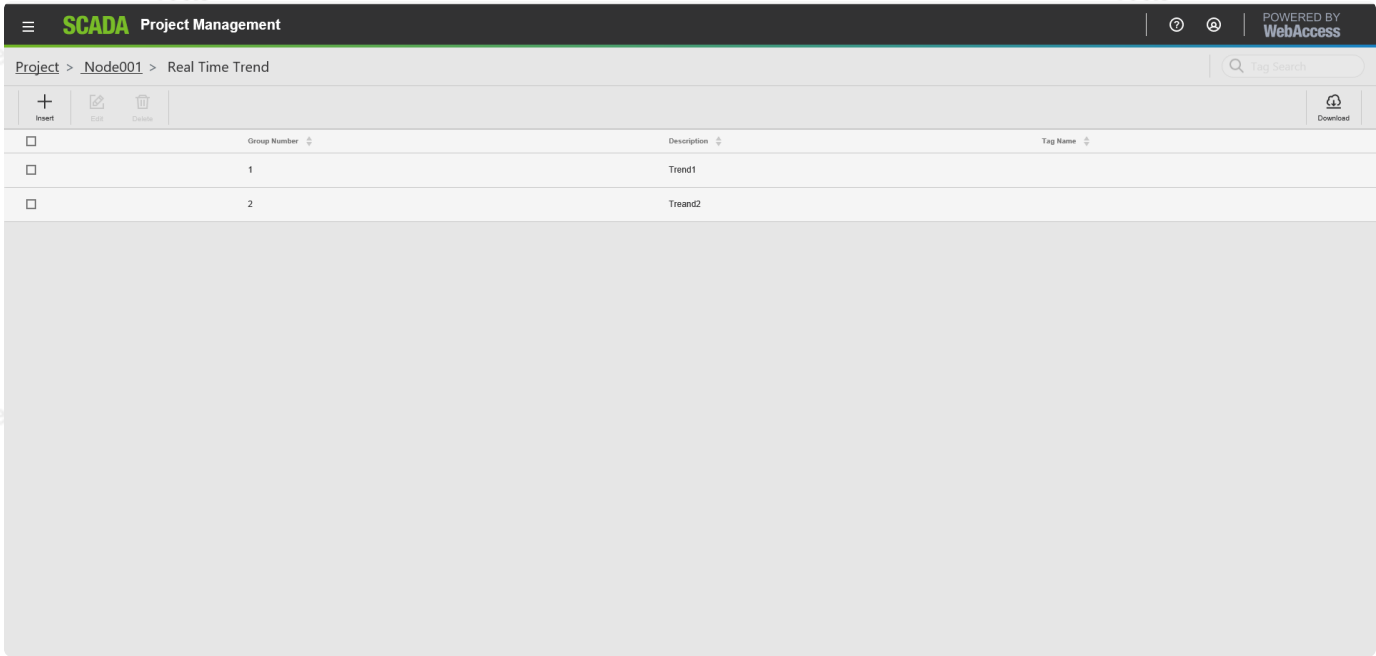 SCADA Project Management
POWERED BY
WebAccess
Project > Node001 > Real Time Trend
Tag Search
Insert Edit Delete Download
Group Number Description Tag Name
1 Trend1
2 Treand2